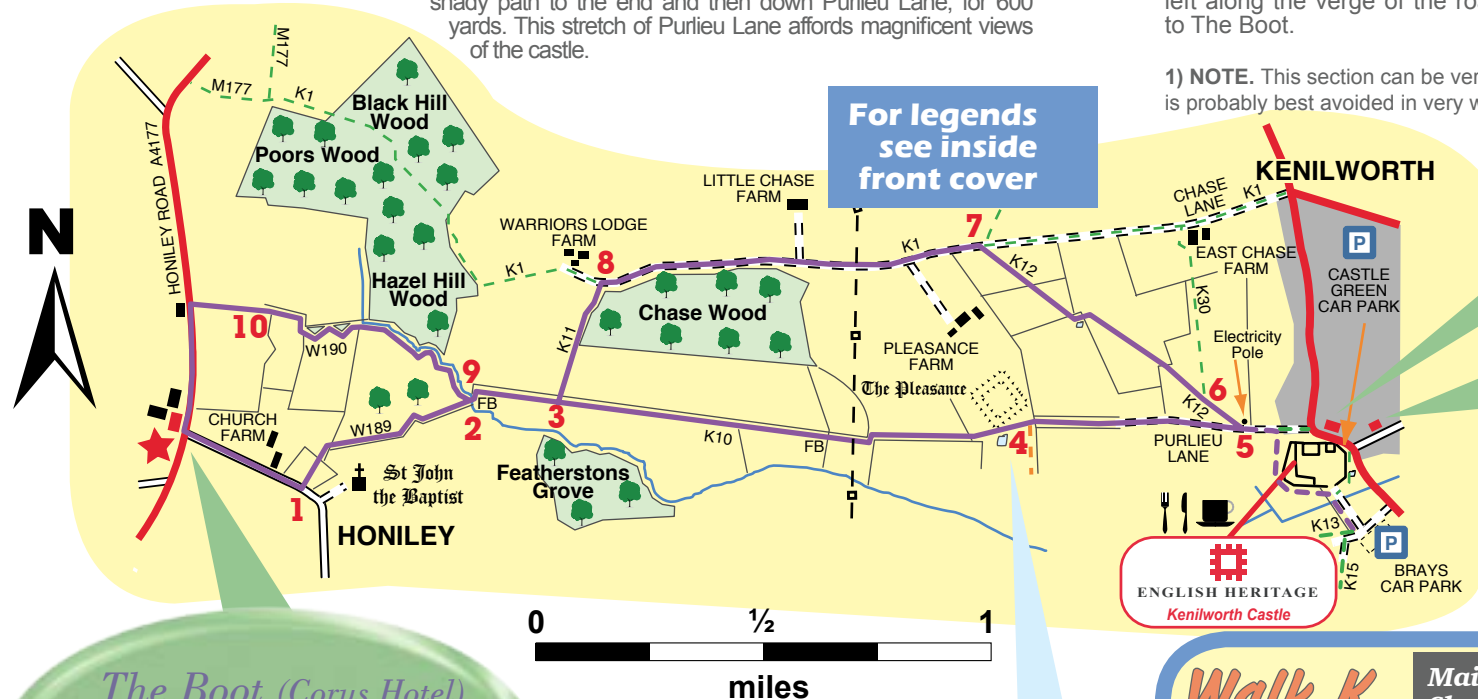 shady path to the end and then down Purlieu Lane, for 600
yards. This stretch of Purlieu Lane affords magnificent views
of the castle.
left along the verge of the
to The Boot.
1) NOTE. This section can be
is probably best avoided in very
For legends
see inside
front cover
M177
M177
K1
Black Hill
Wood
Poors Wood
HONILEY ROAD A4177
N
Hazel Hill
Wood
WARRIORS LODGE
FARM
K1
8
LITTLE CHASE
FARM
7
K1
K12
CHASE
LANE
K1
KENILWORTH
P
CASTLE
GREEN
CAR PARK
EAST CHASE
FARM
K30
Electricity
Pole
10
W190
K11
Chase Wood
PLEASANCE
FARM
The Pleasance
9
FB
2
3
K10
FB
4
K12
6
PURLIEU
LANE
5
CHURCH
FARM
W189
1
St John
the Baptist
HONILEY
Featherstons
Grove
K13
K15
P
BRAYS
CAR PARK
ENGLISH HERITAGE
Kenilworth Castle
0
½
1
miles
The Boot (Corus Hotel)
Walk K